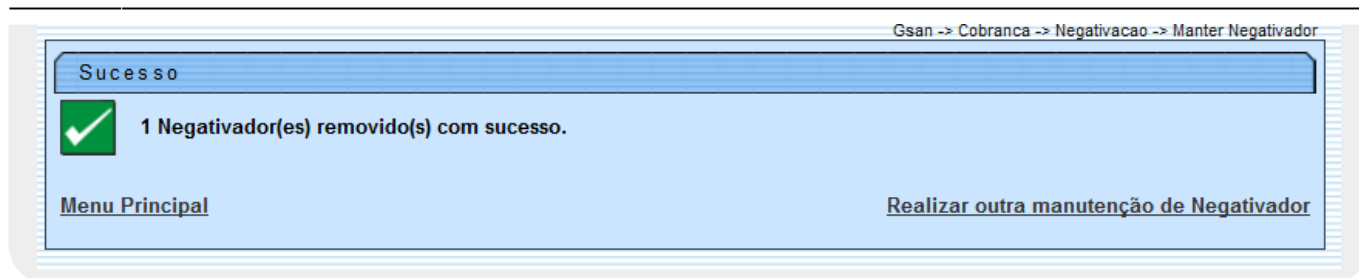 Gsan -> Cobranca -> Negativacao -> Manter Negativador
Sucesso
1 Negativador(es) removido(s) com sucesso.
Menu Principal
Realizar outra manutenção de Negativador